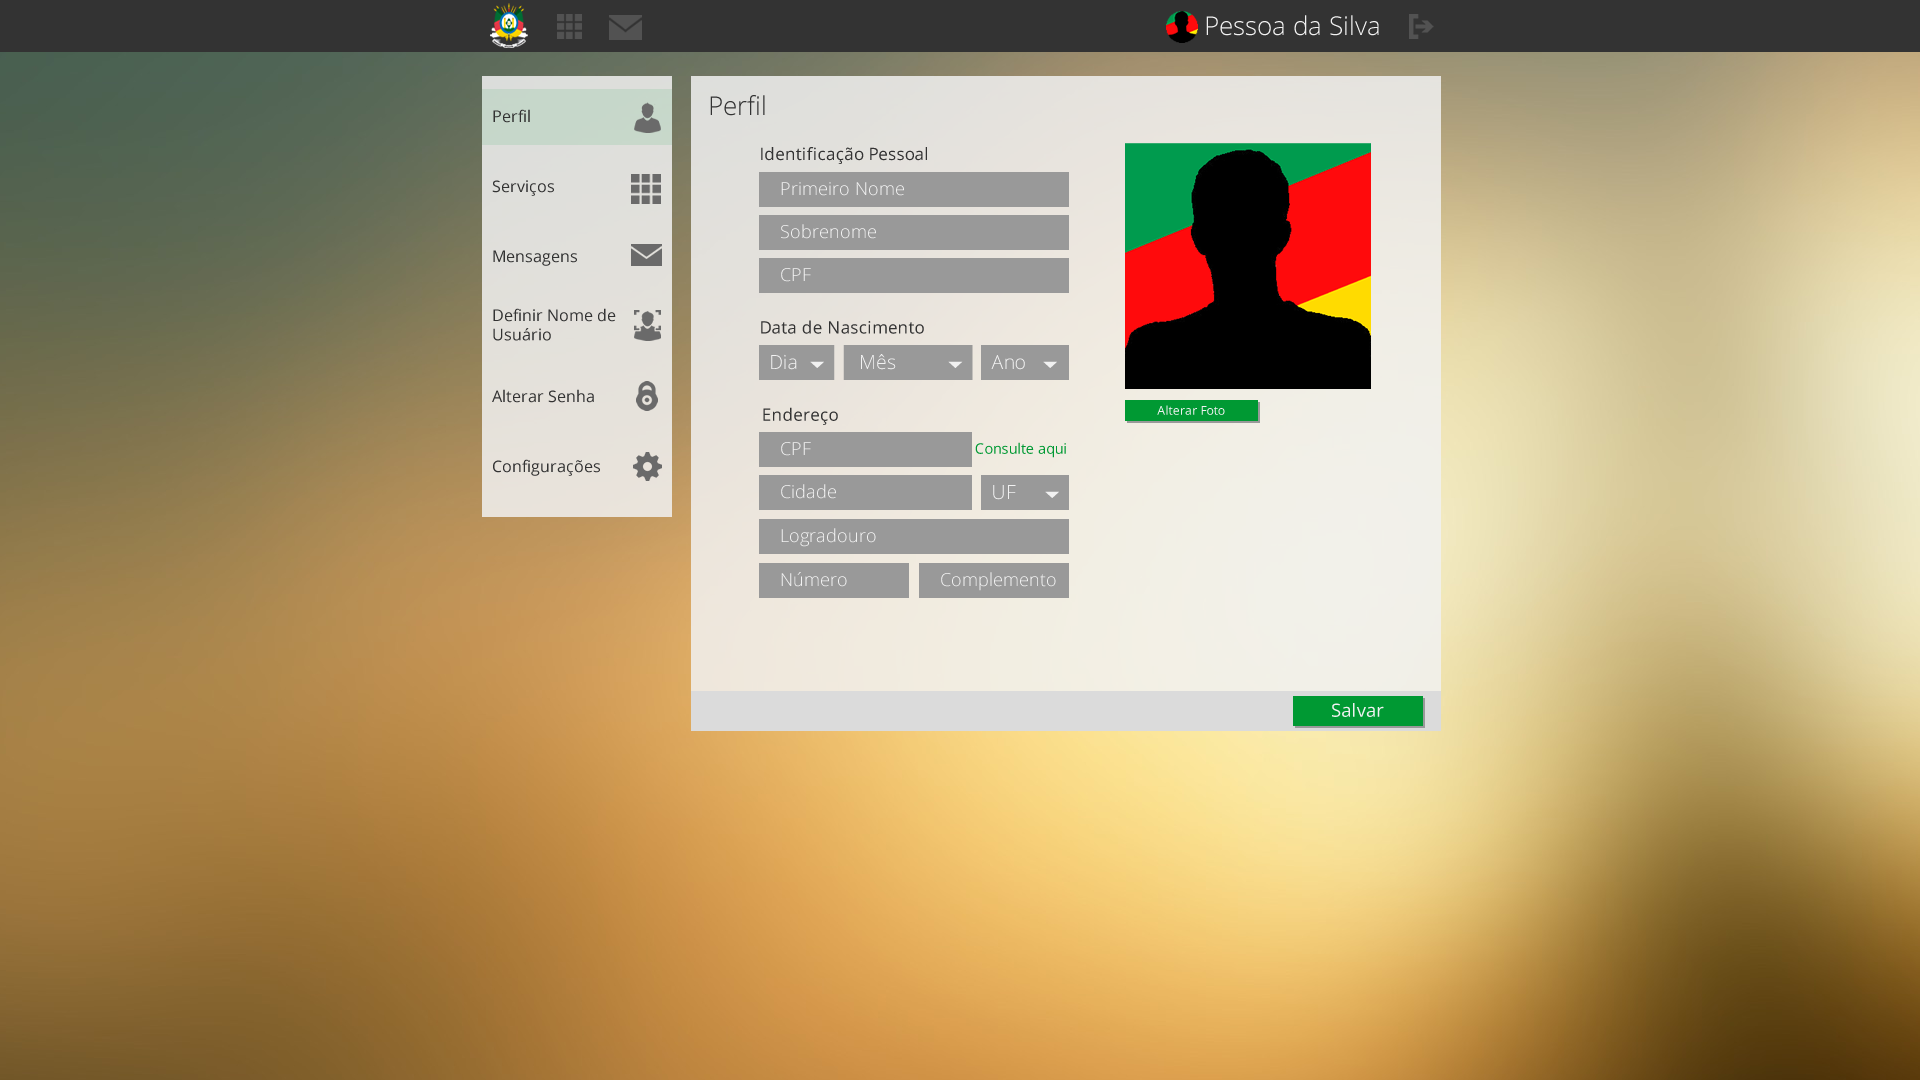 Pessoa da Silva
Perfil
Serviços
Mensagens
Definir Nome de
Usuário
Alterar Senha
Configurações
Perfil
Identificação Pessoal
Primeiro Nome
Sobrenome
CPF
Data de Nascimento
Dia Mês Ano
Endereço
CPF Consulte aqui
Cidade UF
Logradouro
Número Complemento
Alterar Foto
Salvar